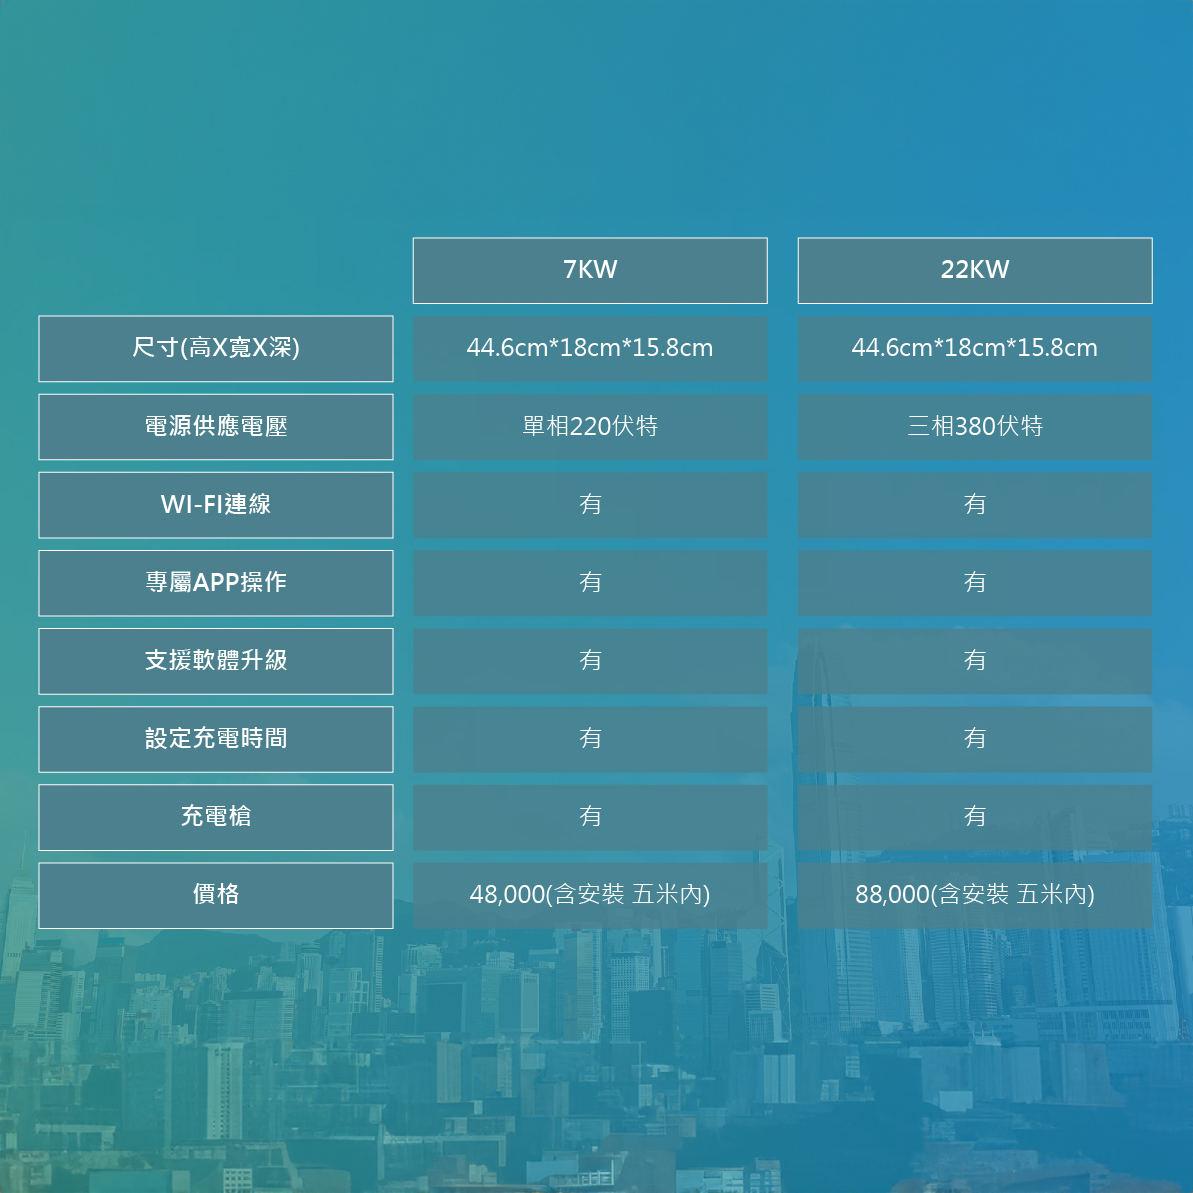 7KW 22KW
尺寸(高X寬X深) 44.6cm*18cm*15.8cm 44.6cm*18cm*15.8cm
電源供應電壓 單相220伏特 三相380伏特
WI-FI連線 有 有
專屬APP操作 有 有
支援軟體升級 有 有
設定充電時間 有 有
充電槍 有 有
價格 48,000(含安裝 五米內) 88,000(含安裝 五米內)